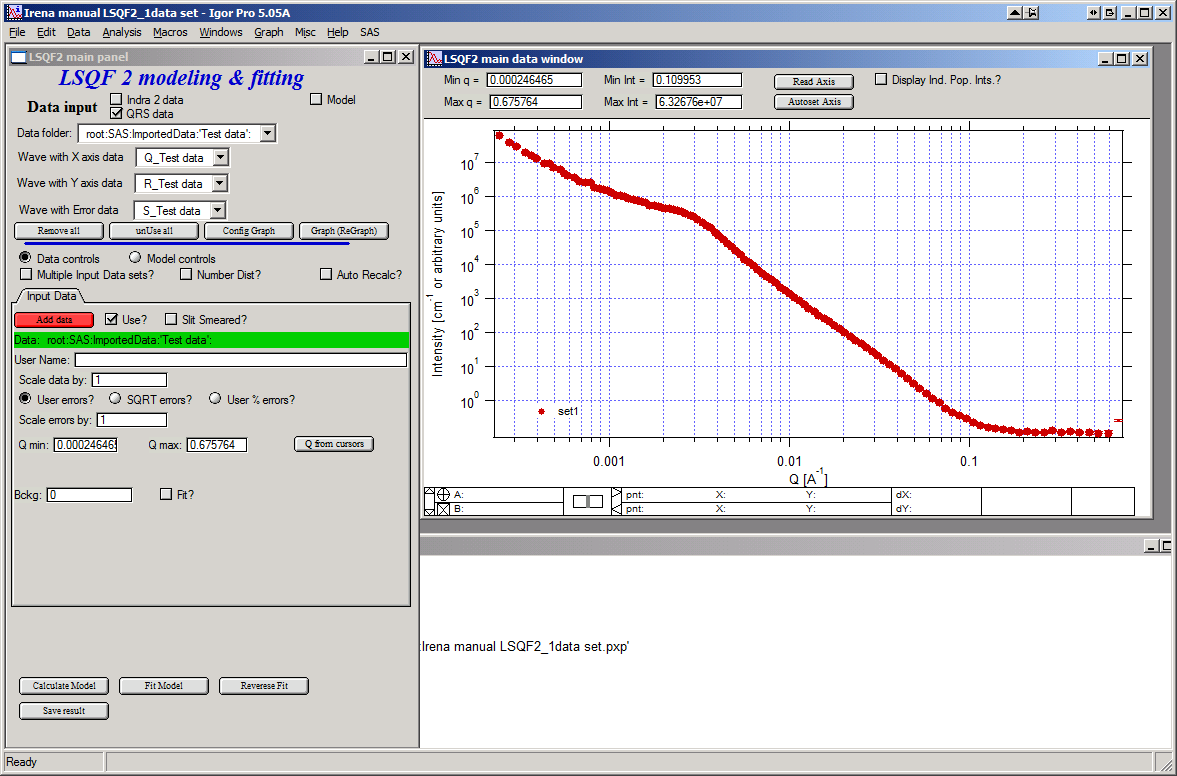 Irena manual LSQF2_1data set - Igor Pro 5.05A
File Edit Data Analysis Macros Windows Graph Misc Help SAS
LSQF2 main panel
LSQF 2 modeling & fitting
Data input
Indra 2 data
Model
QRS data
Data folder: root:SAS:ImportedData:'Test data':
Wave with X axis data Q_Test data
Wave with Y axis data R_Test data
Wave with Error data S_Test data
Remove all unUse all Config Graph Graph (ReGraph)
Data controls Model controls
Multiple Input Data sets? Number Dist? Auto Recalc?
Input Data
Add data Use? Slit Smeared?
Data: root:SAS:ImportedData:'Test data':
User Name:
Scale data by: 1
User errors? SQRT errors? User % errors?
Scale errors by: 1
Q min: 0.000246465 Q max: 0.675764 Q from cursors
Bckg: 0 Fit?
Calculate Model Fit Model Reverese Fit
Save result
LSQF2 main data window
Min q = 0.000246465 Min Int = 0.109953 Read Axis Display Ind. Pop. Ints.?
Max q = 0.675764 Max Int = 6.32676e+07 Autoset Axis
Intensity [cm-1 or arbitrary units]
10^7
10^6
10^5
10^4
10^3
10^2
10^1
10^0
set1
0.001 0.01 0.1
Q [A-1]
A: pnt: X: Y: dX:
B: pnt: X: Y: dY:
:Irena manual LSQF2_1data set.pxp'
Ready